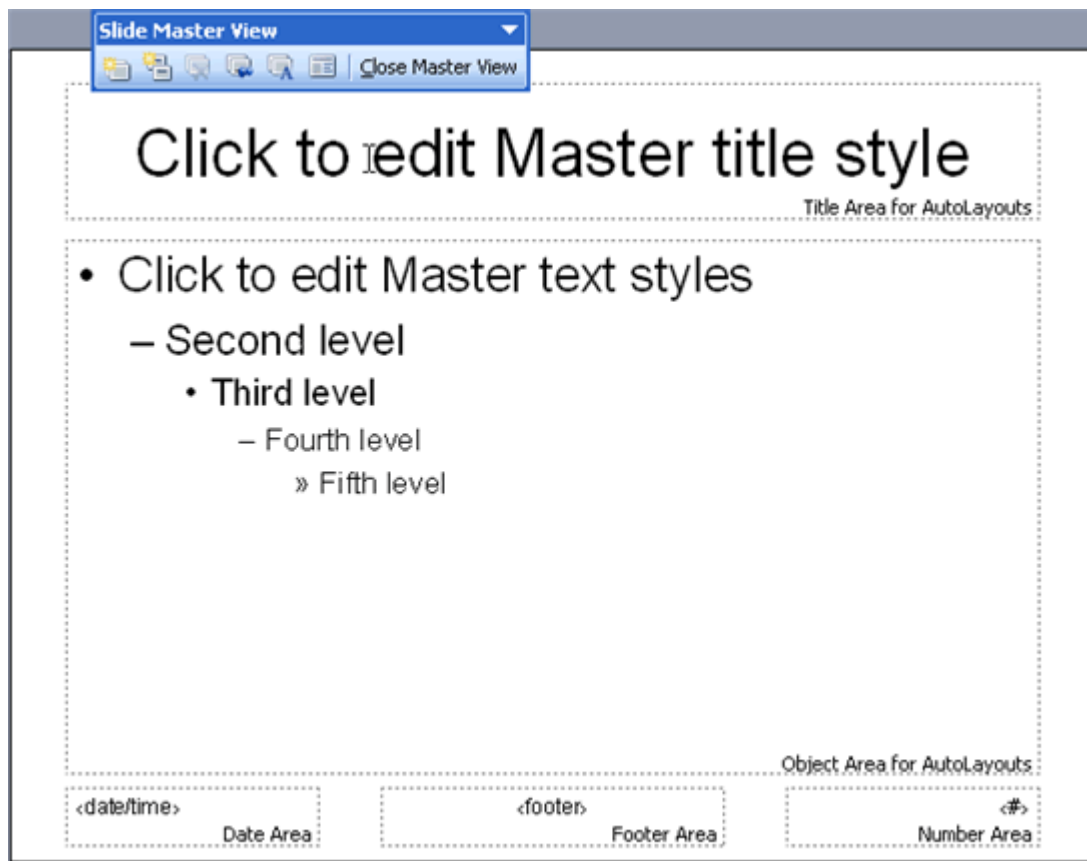 Slide Master View
Close Master View
Click to edit Master title style
Title Area for AutoLayouts
• Click to edit Master text styles
– Second level
• Third level
– Fourth level
» Fifth level
Object Area for AutoLayouts
<date/time> <footer> <#>
Date Area Footer Area Number Area